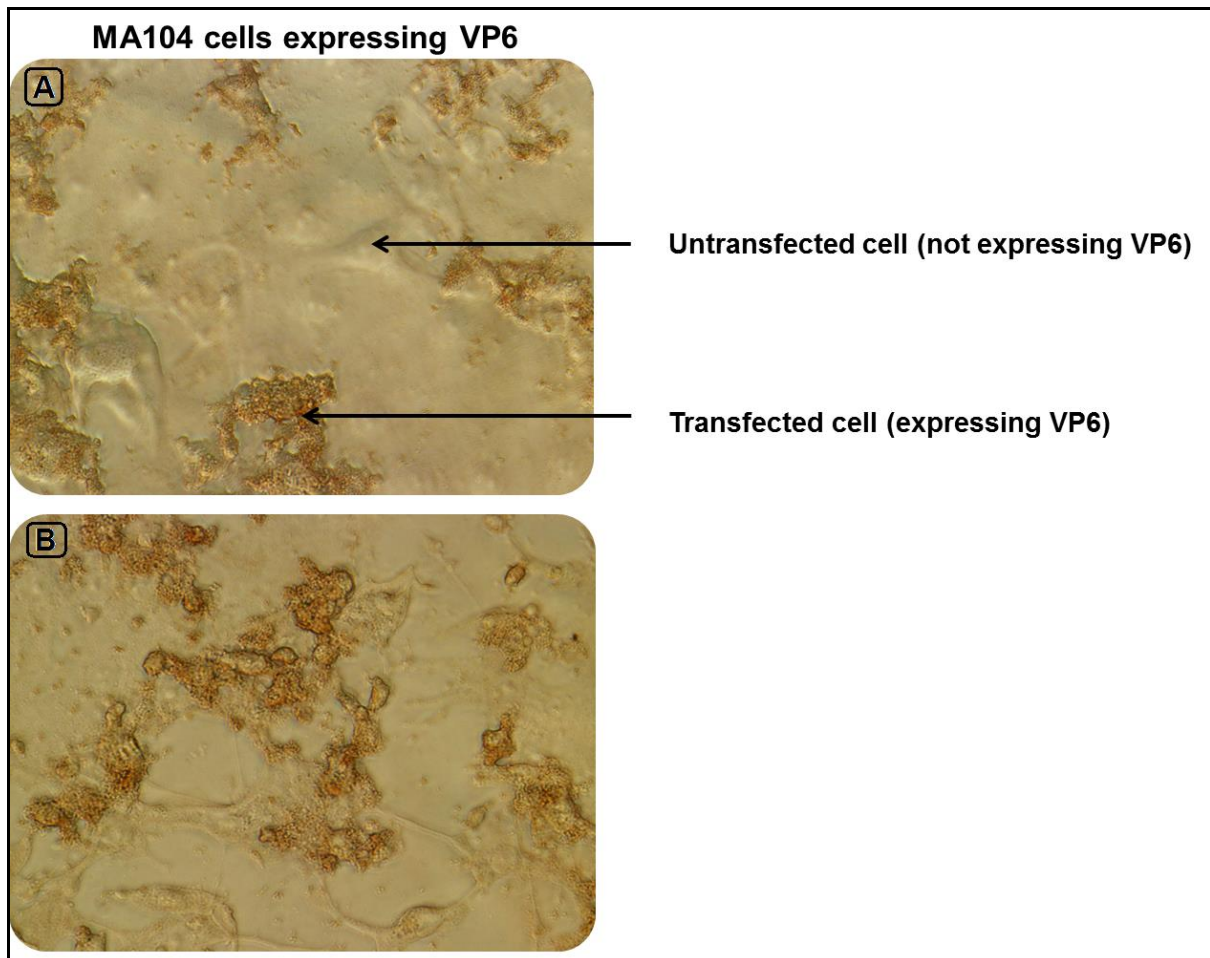 MA104 cells expressing VP6
A
Untransfected cell (not expressing VP6)
Transfected cell (expressing VP6)
B